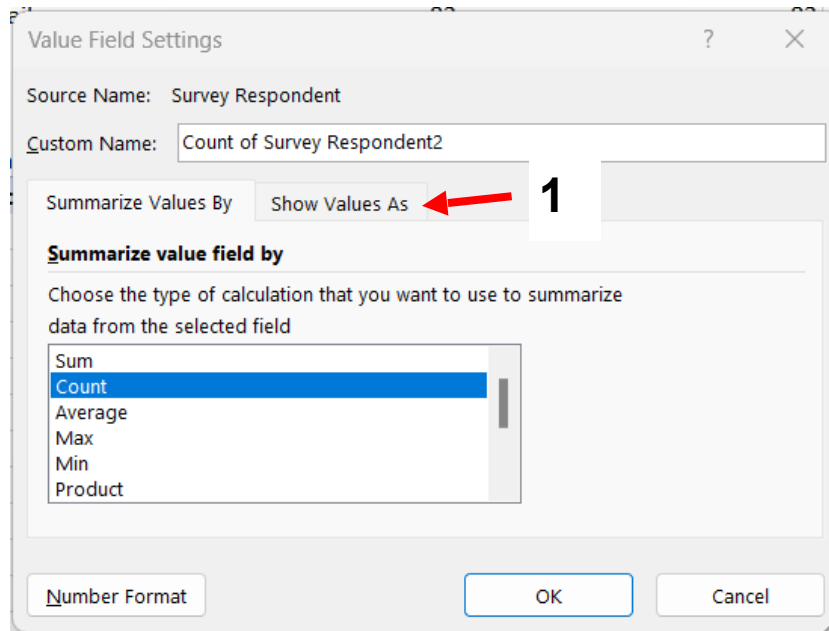 Value Field Settings ?
Source Name: Survey Respondent
Custom Name: Count of Survey Respondent2
Summarize Values By Show Values As 1
Summarize value field by
Choose the type of calculation that you want to use to summarize
data from the selected field
Sum
Count
Average
Max
Min
Product
Number Format OK Cancel